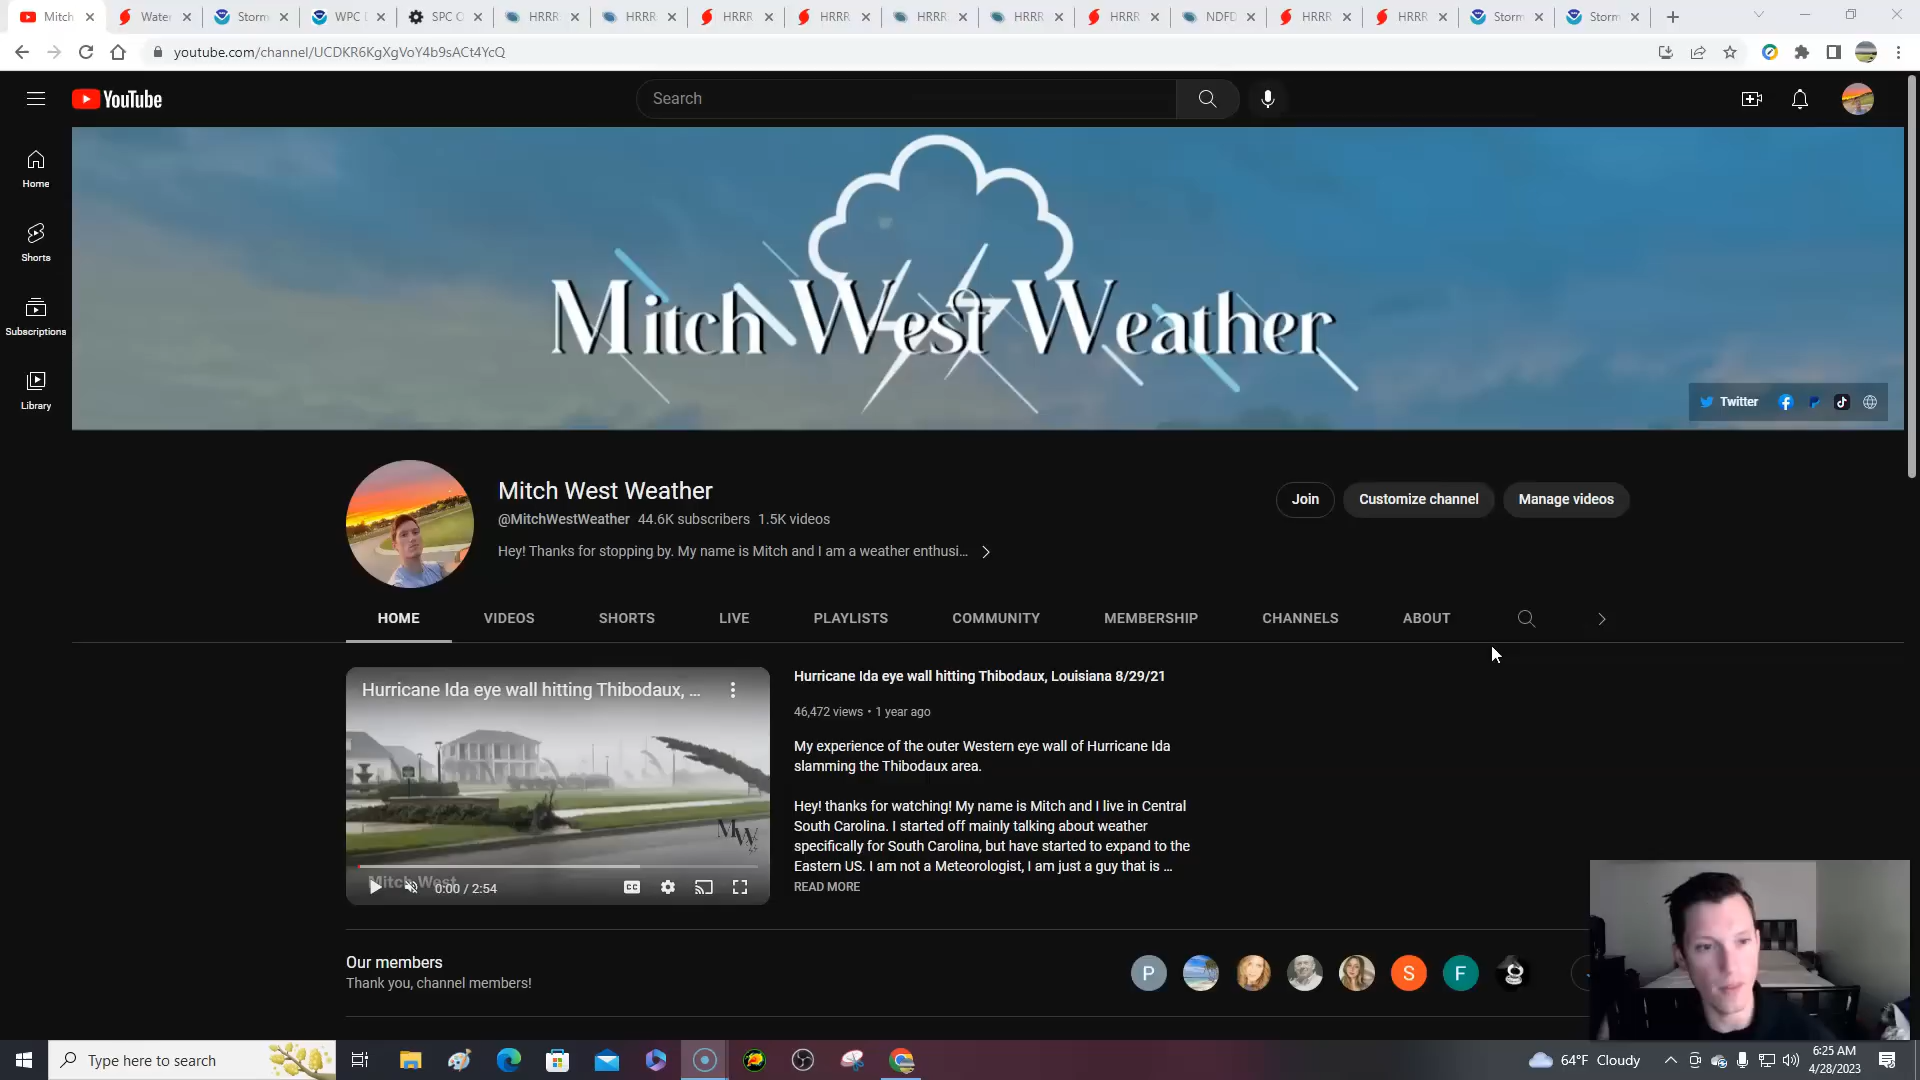 Mitch
Water
Storm
WPC D
SPC O
HRRR
HRRR
HRRR
HRRR
HRRR
HRRR
HRRR
NDFD
HRRR
HRRR
Storm
Storm
youtube.com/channel/UCDKR6KgXgVoY4b9sACt4YcQ
YouTube
Search
Home
Shorts
Subscriptions
Library
Mitch West Weather
Twitter
Mitch West Weather
@MitchWestWeather 44.6K subscribers 1.5K videos
Hey! Thanks for stopping by. My name is Mitch and I am a weather enthusi...
Join
Customize channel
Manage videos
HOME VIDEOS SHORTS LIVE PLAYLISTS COMMUNITY MEMBERSHIP CHANNELS ABOUT
Hurricane Ida eye wall hitting Thibodaux, ...
MW
Mitch West
0:00 / 2:54
CC
Hurricane Ida eye wall hitting Thibodaux, Louisiana 8/29/21
46,472 views • 1 year ago
My experience of the outer Western eye wall of Hurricane Ida
slamming the Thibodaux area.
Hey! thanks for watching! My name is Mitch and I live in Central
South Carolina. I started off mainly talking about weather
specifically for South Carolina, but have started to expand to the
Eastern US. I am not a Meteorologist, I am just a guy that is ...
READ MORE
Our members
Thank you, channel members!
P
S
F
Type here to search
64°F Cloudy
6:25 AM
4/28/2023